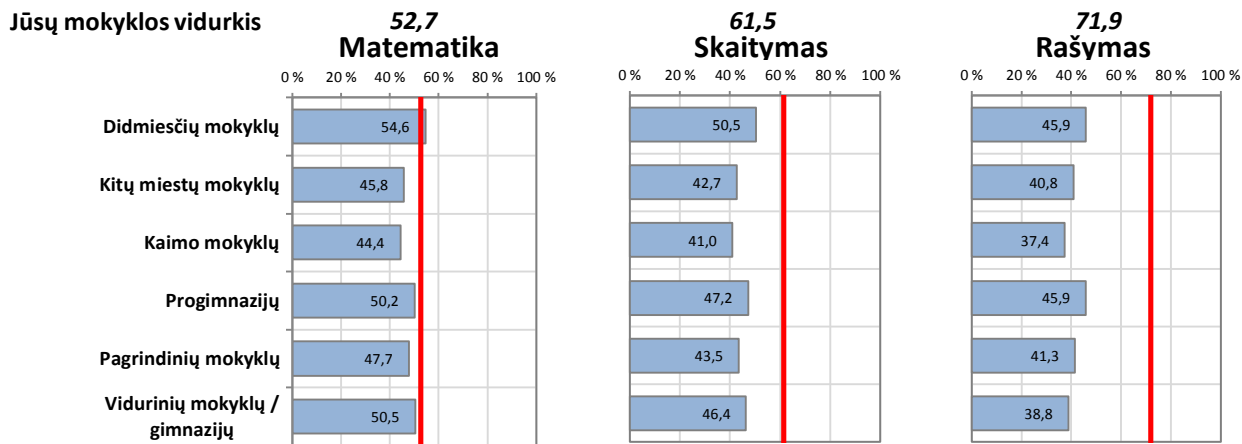 Jūsų mokyklos vidurkis 52,7 61,5 71,9
Matematika Skaitymas Rašymas
0 % 20 % 40 % 60 % 80 % 100 % 0 % 20 % 40 % 60 % 80 % 100 % 0 % 20 % 40 % 60 % 80 % 100 %
Didmiesčių mokyklų 54,6 50,5 45,9
Kitų miestų mokyklų 45,8 42,7 40,8
Kaimo mokyklų 44,4 41,0 37,4
Progimnazijų 50,2 47,2 45,9
Pagrindinių mokyklų 47,7 43,5 41,3
Vidurinių mokyklų /
gimnazijų 50,5 46,4 38,8